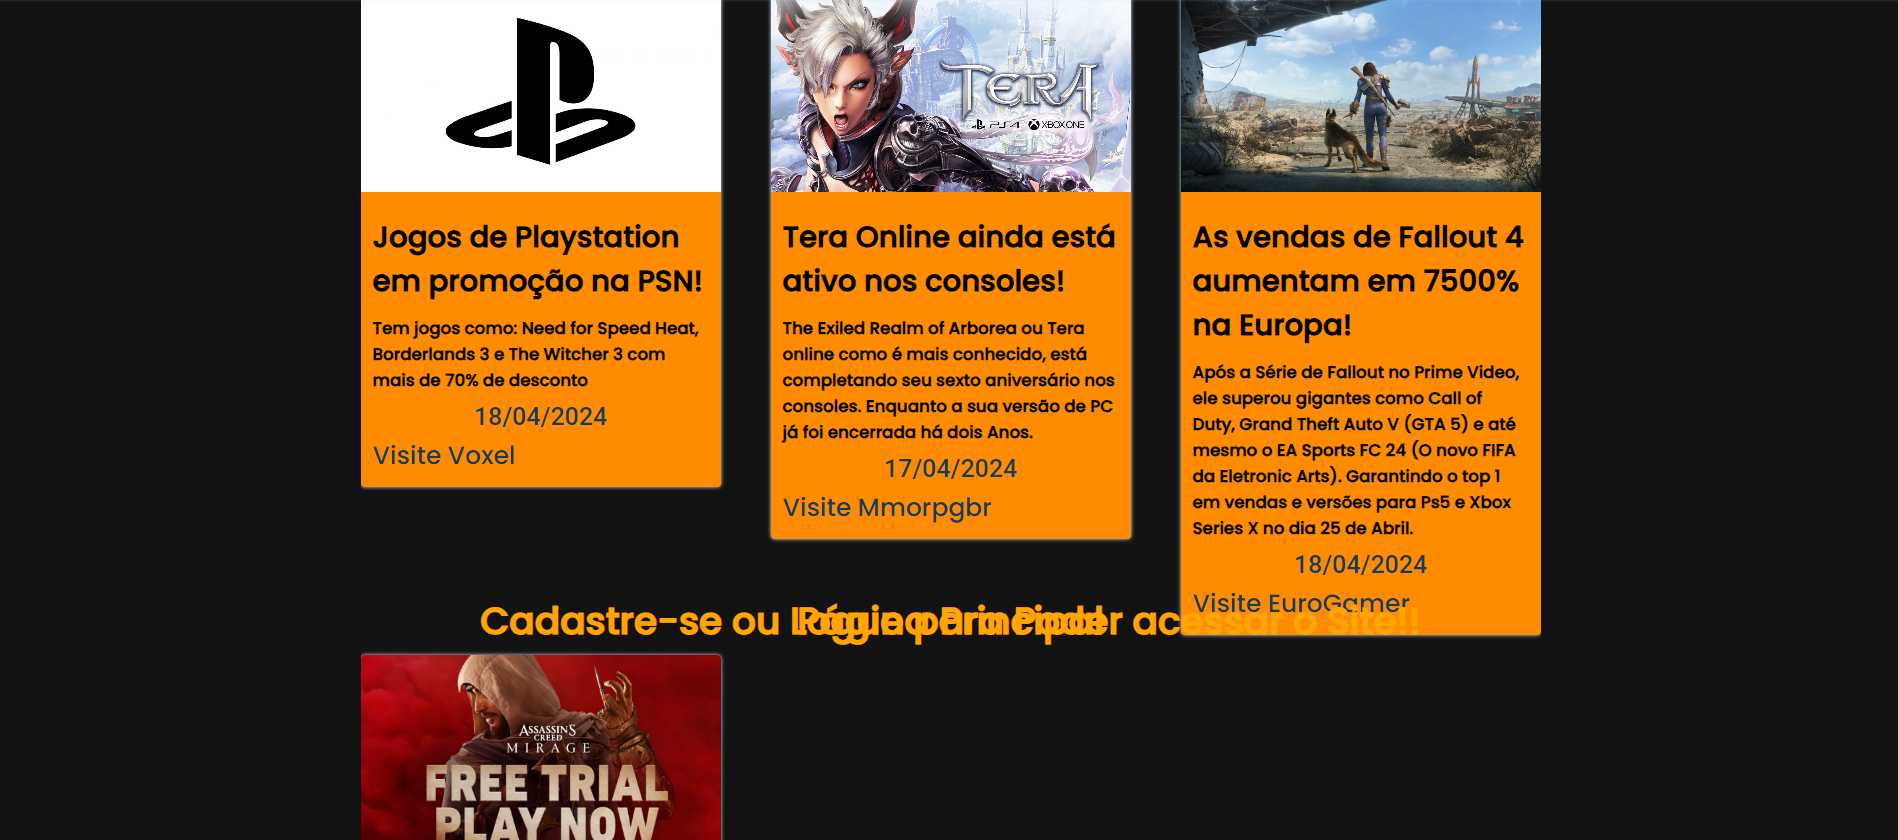 TERA
PS4 XBOX ONE
Jogos de Playstation
em promoção na PSN!
Tem jogos como: Need for Speed Heat,
Borderlands 3 e The Witcher 3 com
mais de 70% de desconto
18/04/2024
Visite Voxel
Tera Online ainda está
ativo nos consoles!
The Exiled Realm of Arborea ou Tera
online como é mais conhecido, está
completando seu sexto aniversário nos
consoles. Enquanto a sua versão de PC
já foi encerrada há dois Anos.
17/04/2024
Visite Mmorpgbr
As vendas de Fallout 4
aumentam em 7500%
na Europa!
Após a Série de Fallout no Prime Video,
ele superou gigantes como Call of
Duty, Grand Theft Auto V (GTA 5) e até
mesmo o EA Sports FC 24 (O novo FIFA
da Eletronic Arts). Garantindo o top 1
em vendas e versões para Ps5 e Xbox
Series X no dia 25 de Abril.
18/04/2024
Visite EuroGamer
Cadastre-se ou Logue para Poder acessar o Site!!
Página Principal
ASSASSIN'S
CREED
MIRAGE
FREE TRIAL
PLAY NOW